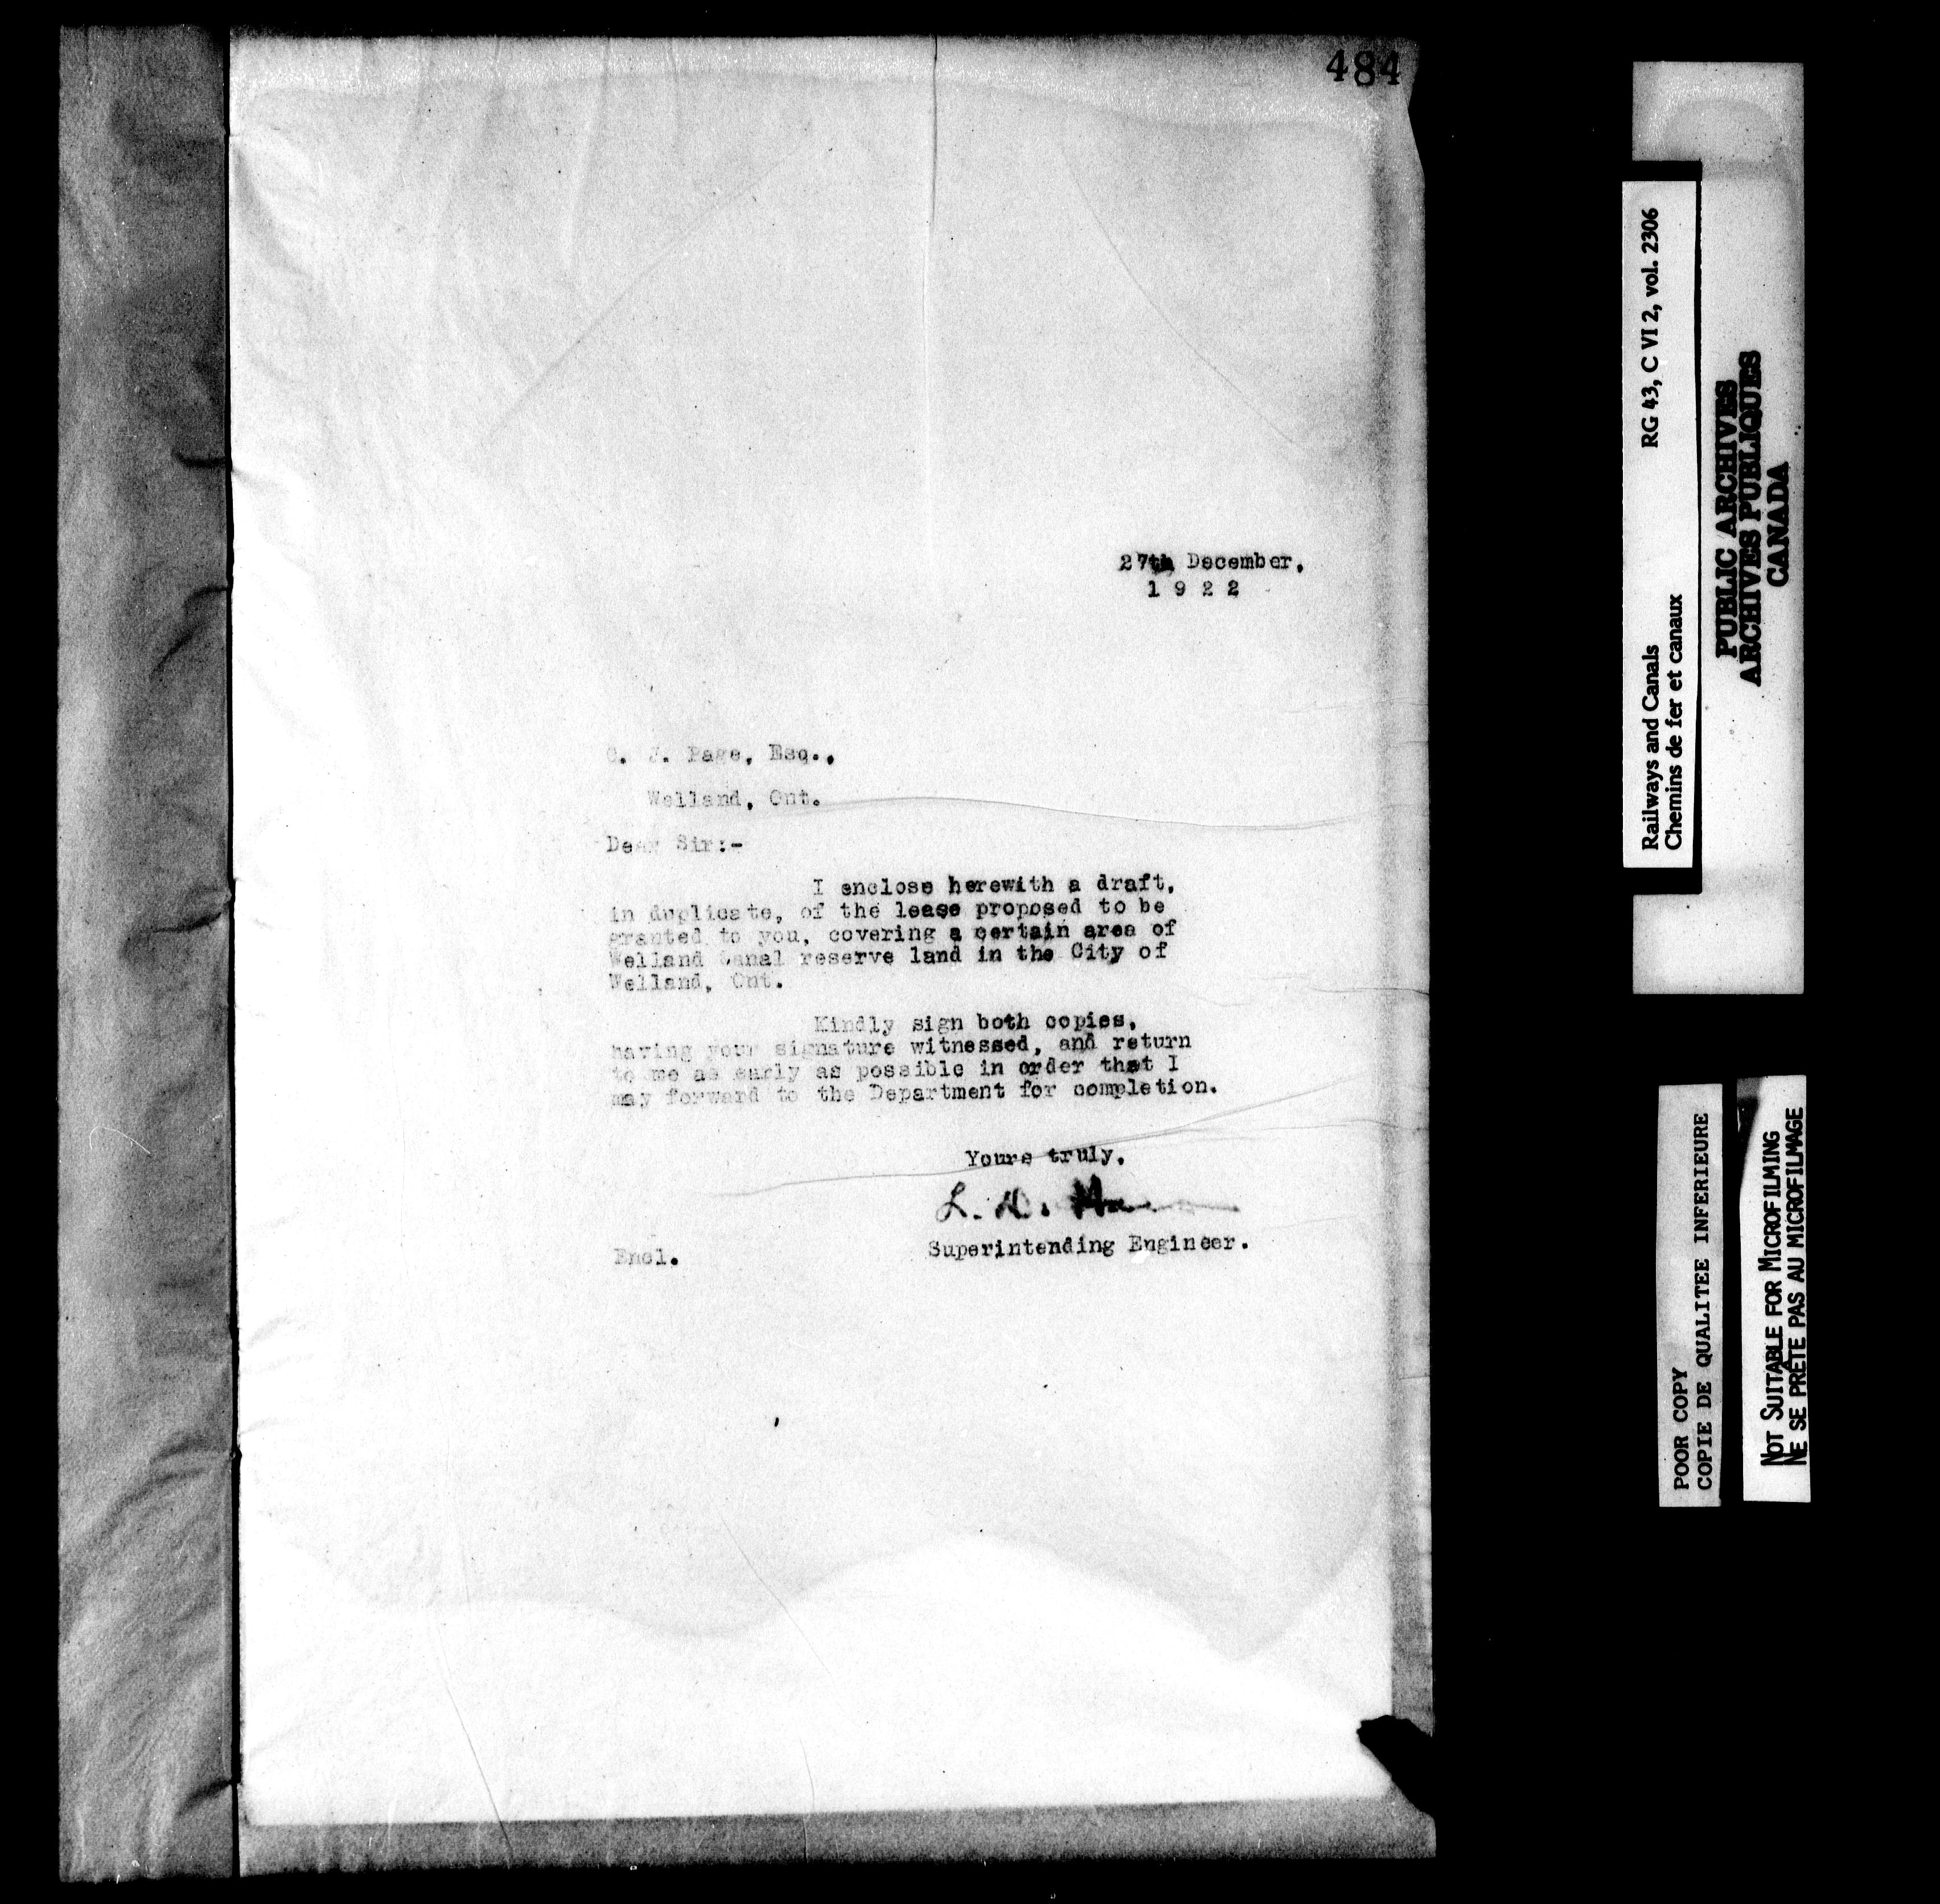 484
27th December,
1 9 2 2
C. J. Page, Esq.,
Welland, Ont.
Dear Sir:-
I enclose herewith a draft,
in duplicate, of the lease proposed to be
granted to you, covering a certain area of
Welland Canal reserve land in the City of
Welland, Ont.
Kindly sign both copies,
having your signature witnessed, and return
to me as early as possible in order that I
may forward to the Department for completion.
Yours truly,
L. D.
Superintending Engineer.
Encl.
Railways and Canals RG 43, C VI 2, vol. 2306
Chemins de fer et canaux
PUBLIC ARCHIVES
ARCHIVES PUBLIQUES
CANADA
POOR COPY
COPIE DE QUALITEE INFERIEURE
NOT SUITABLE FOR MICROFILMING
NE SE PRÊTE PAS AU MICROFILMAGE